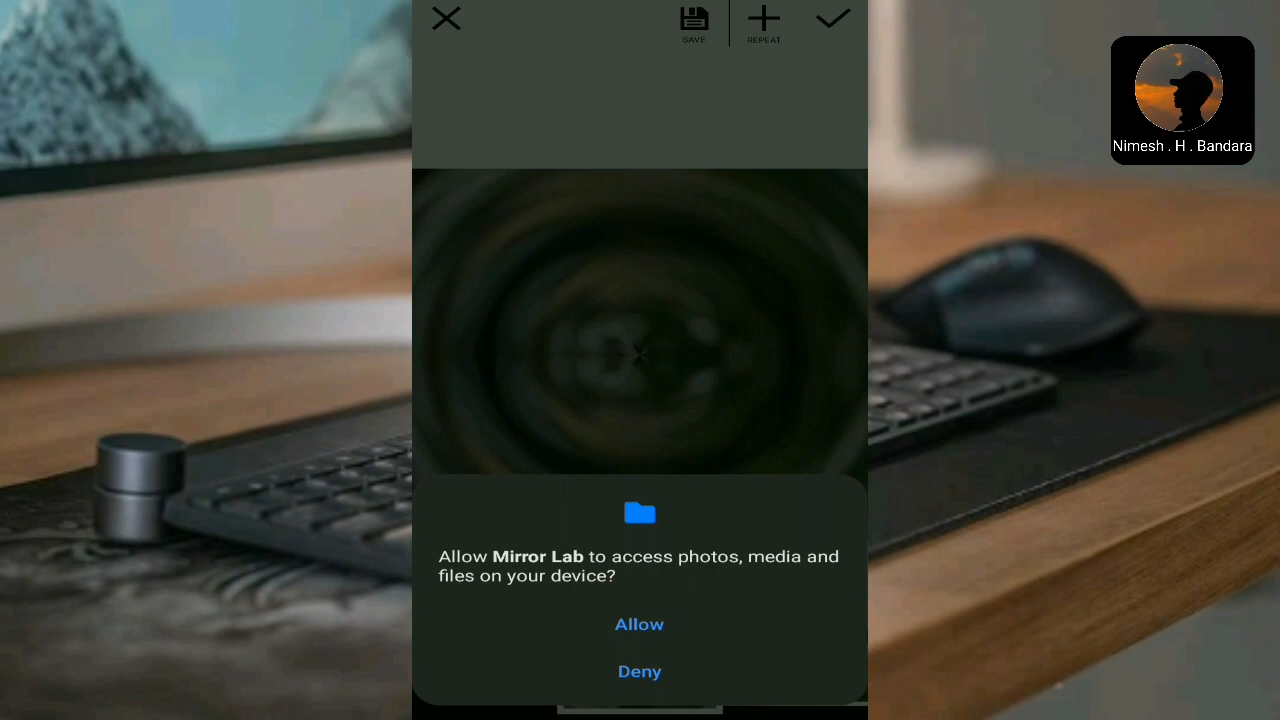 SAVE
REPEAT
Nimesh . H . Bandara
Allow Mirror Lab to access photos, media and
files on your device?
Allow
Deny